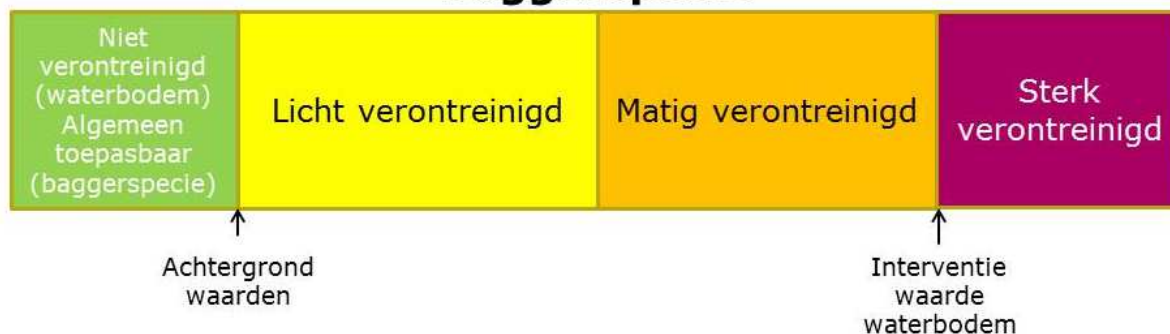 Niet
verontreinigd
(waterbodem)
Algemeen
toepasbaar
(baggerspecie)
Licht verontreinigd
Matig verontreinigd
Sterk
verontreinigd
Achtergrond
waarden
Interventie
waarde
waterbodem